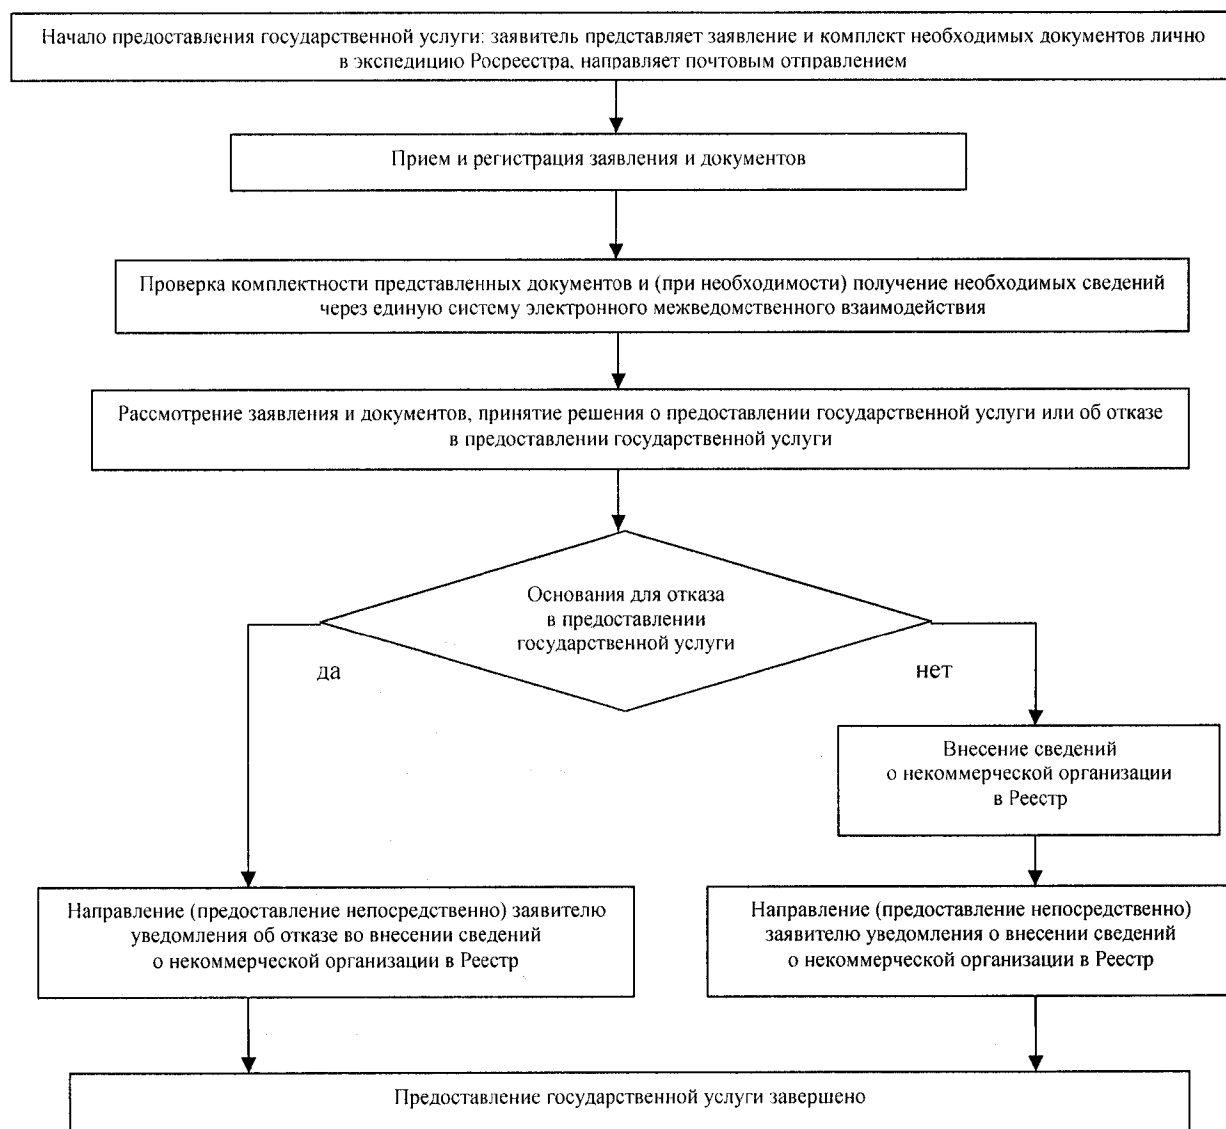 Начало предоставления государственной услуги: заявитель представляет заявление и комплект необходимых документов лично
в экспедицию Росреестра, направляет почтовым отправлением
Прием и регистрация заявления и документов
Проверка комплектности представленных документов и (при необходимости) получение необходимых сведений
через единую систему электронного межведомственного взаимодействия
Рассмотрение заявления и документов, принятие решения о предоставлении государственной услуги или об отказе
в предоставлении государственной услуги
Основания для отказа
в предоставлении
государственной услуги
да
нет
Внесение сведений
о некоммерческой организации
в Реестр
Направление (предоставление непосредственно) заявителю
уведомления об отказе во внесении сведений
о некоммерческой организации в Реестр
Направление (предоставление непосредственно)
заявителю уведомления о внесении сведений
о некоммерческой организации в Реестр
Предоставление государственной услуги завершено